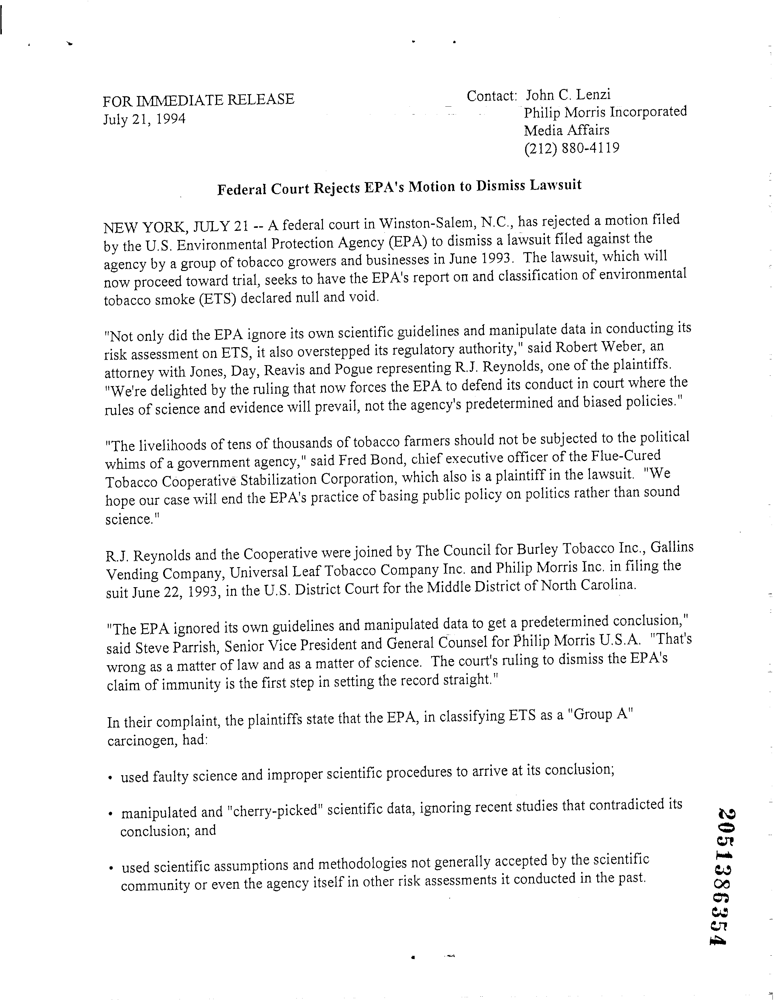 FOR IMMEDIATE RELEASE
July 21, 1994
Contact: John C. Lenzi
Philip Morris Incorporated
Media Affairs
(212) 880-4119
Federal Court Rejects EPA's Motion to Dismiss Lawsuit
NEW YORK, JULY 21 -- A federal court in Winston-Salem, N.C., has rejected a motion filed
by the U.S. Environmental Protection Agency (EPA) to dismiss a lawsuit filed against the
agency by a group of tobacco growers and businesses in June 1993. The lawsuit, which will
now proceed toward trial, seeks to have the EPA's report on and classification of environmental
tobacco smoke (ETS) declared null and void.
"Not only did the EPA ignore its own scientific guidelines and manipulate data in conducting its
risk assessment on ETS, it also overstepped its regulatory authority," said Robert Weber, an
attorney with Jones, Day, Reavis and Pogue representing R.J. Reynolds, one of the plaintiffs.
"We're delighted by the ruling that now forces the EPA to defend its conduct in court where the
rules of science and evidence will prevail, not the agency's predetermined and biased policies."
"The livelihoods of tens of thousands of tobacco farmers should not be subjected to the political
whims of a government agency," said Fred Bond, chief executive officer of the Flue-Cured
Tobacco Cooperative Stabilization Corporation, which also is a plaintiff in the lawsuit. "We
hope our case will end the EPA's practice of basing public policy on politics rather than sound
science."
R.J. Reynolds and the Cooperative were joined by The Council for Burley Tobacco Inc., Gallins
Vending Company, Universal Leaf Tobacco Company Inc. and Philip Morris Inc. in filing the
suit June 22, 1993, in the U.S. District Court for the Middle District of North Carolina.
"The EPA ignored its own guidelines and manipulated data to get a predetermined conclusion,"
said Steve Parrish, Senior Vice President and General Counsel for Philip Morris U.S.A. "That's
wrong as a matter of law and as a matter of science. The court's ruling to dismiss the EPA's
claim of immunity is the first step in setting the record straight."
In their complaint, the plaintiffs state that the EPA, in classifying ETS as a "Group A"
carcinogen, had:
• used faulty science and improper scientific procedures to arrive at its conclusion;
• manipulated and "cherry-picked" scientific data, ignoring recent studies that contradicted its
conclusion; and
• used scientific assumptions and methodologies not generally accepted by the scientific
community or even the agency itself in other risk assessments it conducted in the past.
2051386354